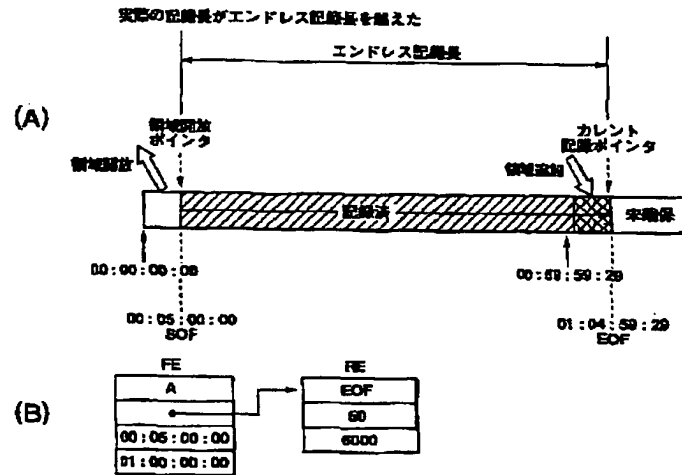 実際の記録長がエンドレス記録長を越えた
エンドレス記録長
(A)
領域開放
ポインタ
カレント
記録ポインタ
領域開放
領域追加
記録済
未確保
00:00:00:00
00:59:59:29
00:05:00:00
SOF
01:04:59:29
EOF
(B)
FE
RE
A
EOF
60
00:05:00:00
6000
01:00:00:00